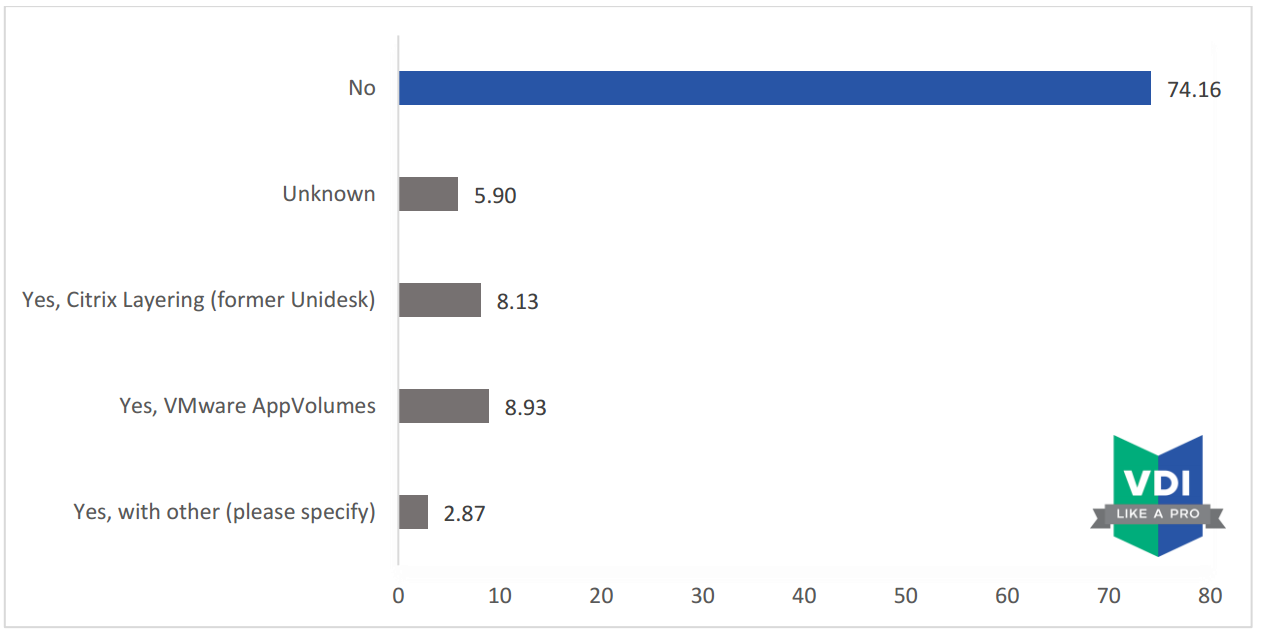 No
74.16
Unknown
5.90
Yes, Citrix Layering (former Unidesk)
8.13
Yes, VMware AppVolumes
8.93
Yes, with other (please specify)
2.87
0 10 20 30 40 50 60 70 80
VDI
LIKE A PRO